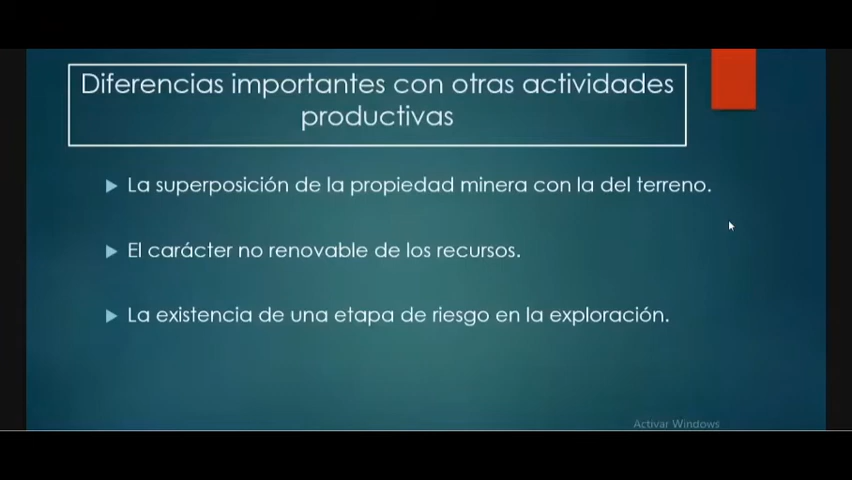 Diferencias importantes con otras actividades
productivas
La superposición de la propiedad minera con la del terreno.
El carácter no renovable de los recursos.
La existencia de una etapa de riesgo en la exploración.
Activar Windows